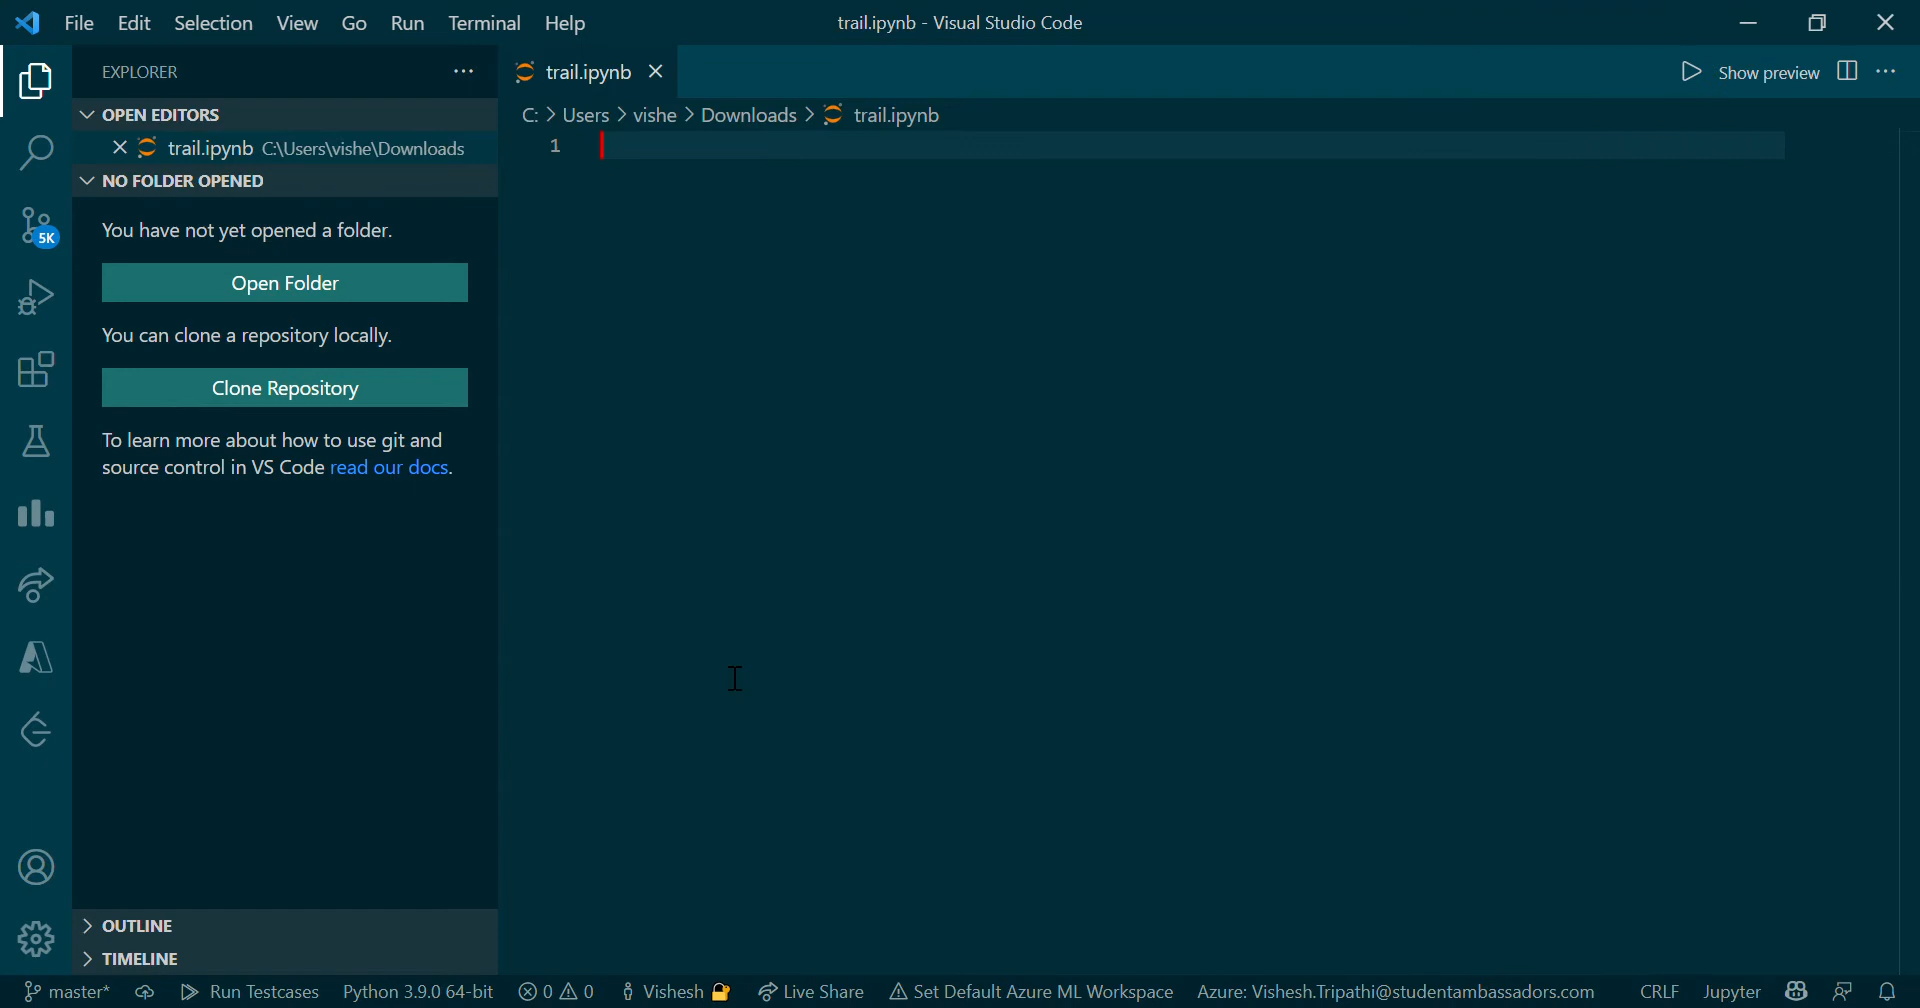 File Edit Selection View Go Run Terminal Help
trail.ipynb - Visual Studio Code
EXPLORER
OPEN EDITORS
trail.ipynb C:\Users\vishe\Downloads
NO FOLDER OPENED
You have not yet opened a folder.
Open Folder
You can clone a repository locally.
Clone Repository
To learn more about how to use git and
source control in VS Code read our docs.
OUTLINE
TIMELINE
5K
trail.ipynb
Show preview
C: > Users > vishe > Downloads > trail.ipynb
1
master* Run Testcases Python 3.9.0 64-bit 0 0 Vishesh Live Share Set Default Azure ML Workspace Azure: Vishesh.Tripathi@studentambassadors.com CRLF Jupyter